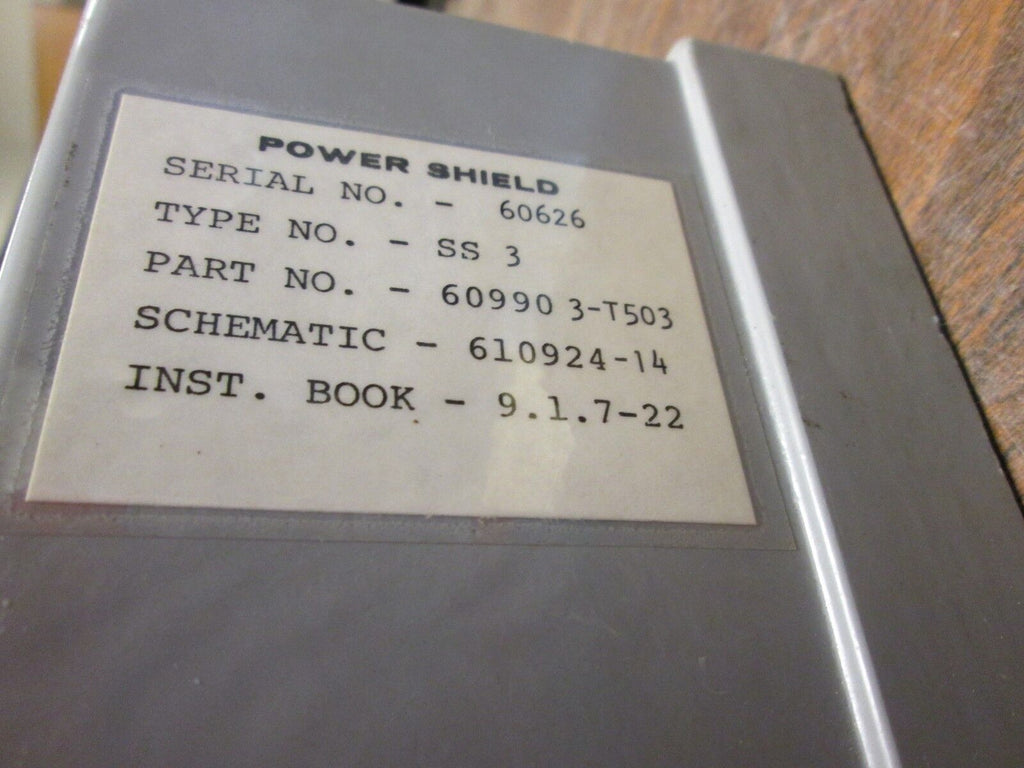 POWER SHIELD
SERIAL NO. - 60626
TYPE NO. - SS 3
PART NO. - 60990 3-T503
SCHEMATIC - 610924-14
INST. BOOK - 9.1.7-22